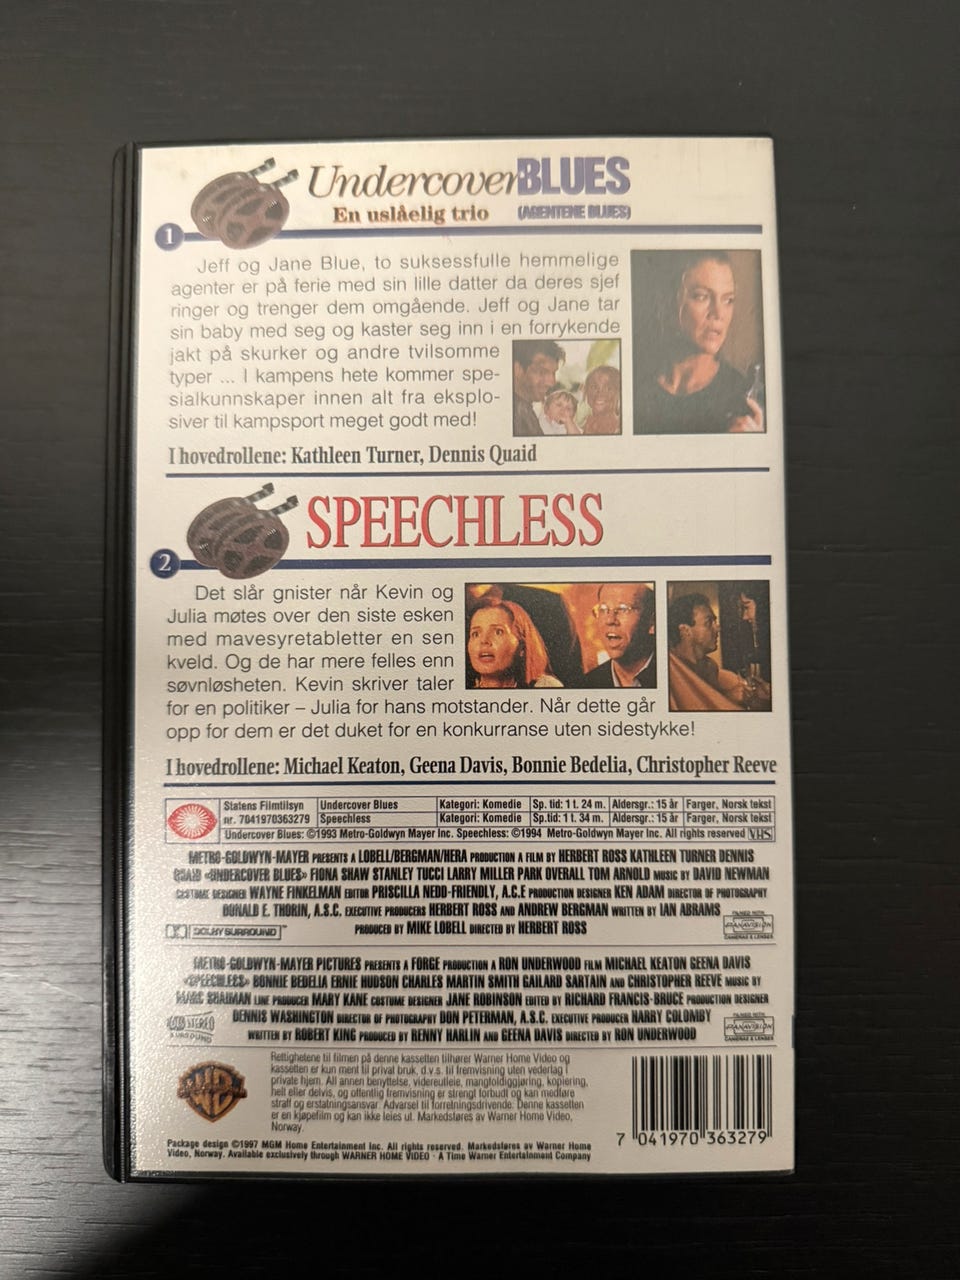 Undercover BLUES
En uslåelig trio (AGENTENE BLUES)
1
Jeff og Jane Blue, to suksessfulle hemmelige
agenter er på ferie med sin lille datter da deres sjef
ringer og trenger dem omgående. Jeff og Jane tar
sin baby med seg og kaster seg inn i en forrykende
jakt på skurker og andre tvilsomme
typer ... I kampens hete kommer spe-
sialkunnskaper innen alt fra eksplo-
siver til kampsport meget godt med!
I hovedrollene: Kathleen Turner, Dennis Quaid
SPEECHLESS
2
Det slår gnister når Kevin og
Julia møtes over den siste esken
med mavesyretabletter en sen
kveld. Og de har mere felles enn
søvnløsheten. Kevin skriver taler
for en politiker – Julia for hans motstander. Når dette går
opp for dem er det duket for en konkurranse uten sidestykke!
I hovedrollene: Michael Keaton, Geena Davis, Bonnie Bedelia, Christopher Reeve
Statens Filmtilsyn Undercover Blues Kategori: Komedie Sp. tid: 1 t. 24 m. Aldersgr.: 15 år Farger, Norsk tekst
nr. 7041970363279 Speechless Kategori: Komedie Sp.tid: 1 t. 34 m. Aldersgr.: 15 år Farger, Norsk tekst
Undercover Blues: ©1993 Metro-Goldwyn Mayer Inc. Speechless: ©1994 Metro-Goldwyn Mayer Inc. All rights reserved VHS
METRO-GOLDWYN-MAYER PRESENTS A LOBELL/BERGMAN/HERA PRODUCTION A FILM BY HERBERT ROSS KATHLEEN TURNER DENNIS
QUAID «UNDERCOVER BLUES» FIONA SHAW STANLEY TUCCI LARRY MILLER PARK OVERALL TOM ARNOLD MUSIC BY DAVID NEWMAN
COSTUME DESIGNER WAYNE FINKELMAN EDITOR PRISCILLA NEDD-FRIENDLY, A.C.E PRODUCTION DESIGNER KEN ADAM DIRECTOR OF PHOTOGRAPHY
DONALD E. THORIN, A.S.C. EXECUTIVE PRODUCERS HERBERT ROSS AND ANDREW BERGMAN WRITTEN BY IAN ABRAMS
PRODUCED BY MIKE LOBELL DIRECTED BY HERBERT ROSS
DOLBY SURROUND™
FILMED WITH
PANAVISION
CAMERAS & LENSES
METRO-GOLDWYN-MAYER PICTURES PRESENTS A FORGE PRODUCTION A RON UNDERWOOD FILM MICHAEL KEATON GEENA DAVIS
«SPEECHLESS» BONNIE BEDELIA ERNIE HUDSON CHARLES MARTIN SMITH GAILARD SARTAIN AND CHRISTOPHER REEVE MUSIC BY
MARC SHAIMAN LINE PRODUCER MARY KANE COSTUME DESIGNER JANE ROBINSON EDITED BY RICHARD FRANCIS-BRUCE PRODUCTION DESIGNER
DENNIS WASHINGTON DIRECTOR OF PHOTOGRAPHY DON PETERMAN, A.S.C. EXECUTIVE PRODUCER HARRY COLOMBY
WRITTEN BY ROBERT KING PRODUCED BY RENNY HARLIN AND GEENA DAVIS DIRECTED BY RON UNDERWOOD
STEREO
SURROUND
FILMED WITH
PANAVISION
CAMERAS & LENSES
Rettighetene til filmen på denne kassetten tilhører Warner Home Video og
kassetten er kun ment til privat bruk, d.v.s. til fremvisning uten vederlag i
private hjem. All annen benyttelse, videreutleie, mangfoldiggjøring, kopiering,
helt eller delvis, og offentlig fremvisning er strengt forbudt og kan medføre
straff og erstatningsansvar. Advarsel til forretningsdrivende: Denne kassetten
er en kjøpefilm og kan ikke leies ut. Markedsføres av Warner Home Video,
Norway.
WB
Package design ©1997 MGM Home Entertainment Inc. All rights reserved. Markedsføres av Warner Home
Video, Norway. Available exclusively through WARNER HOME VIDEO · A Time Warner Entertainment Company
7 041970 363279